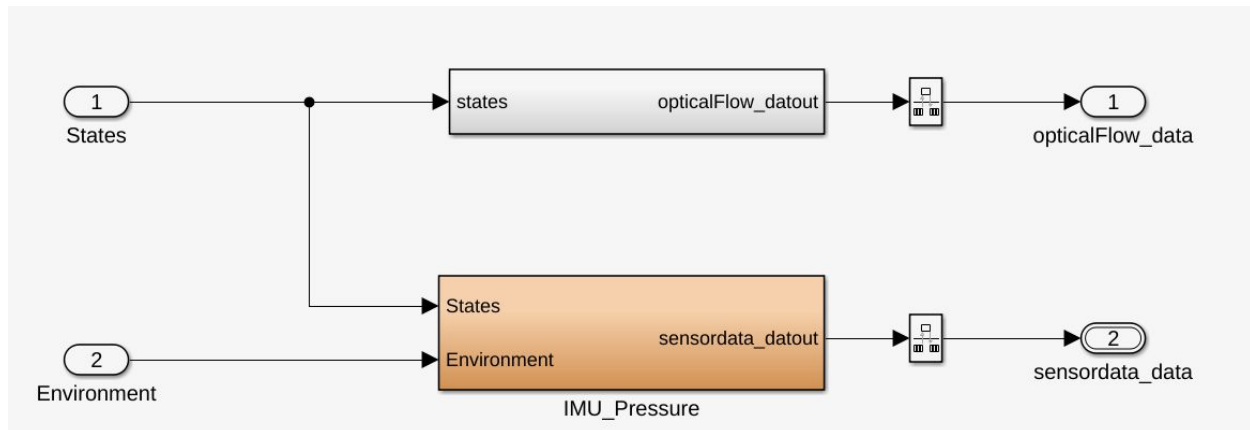 1
States
states
opticalFlow_datout
1
opticalFlow_data
States
Environment
sensordata_datout
2
Environment
IMU_Pressure
2
sensordata_data